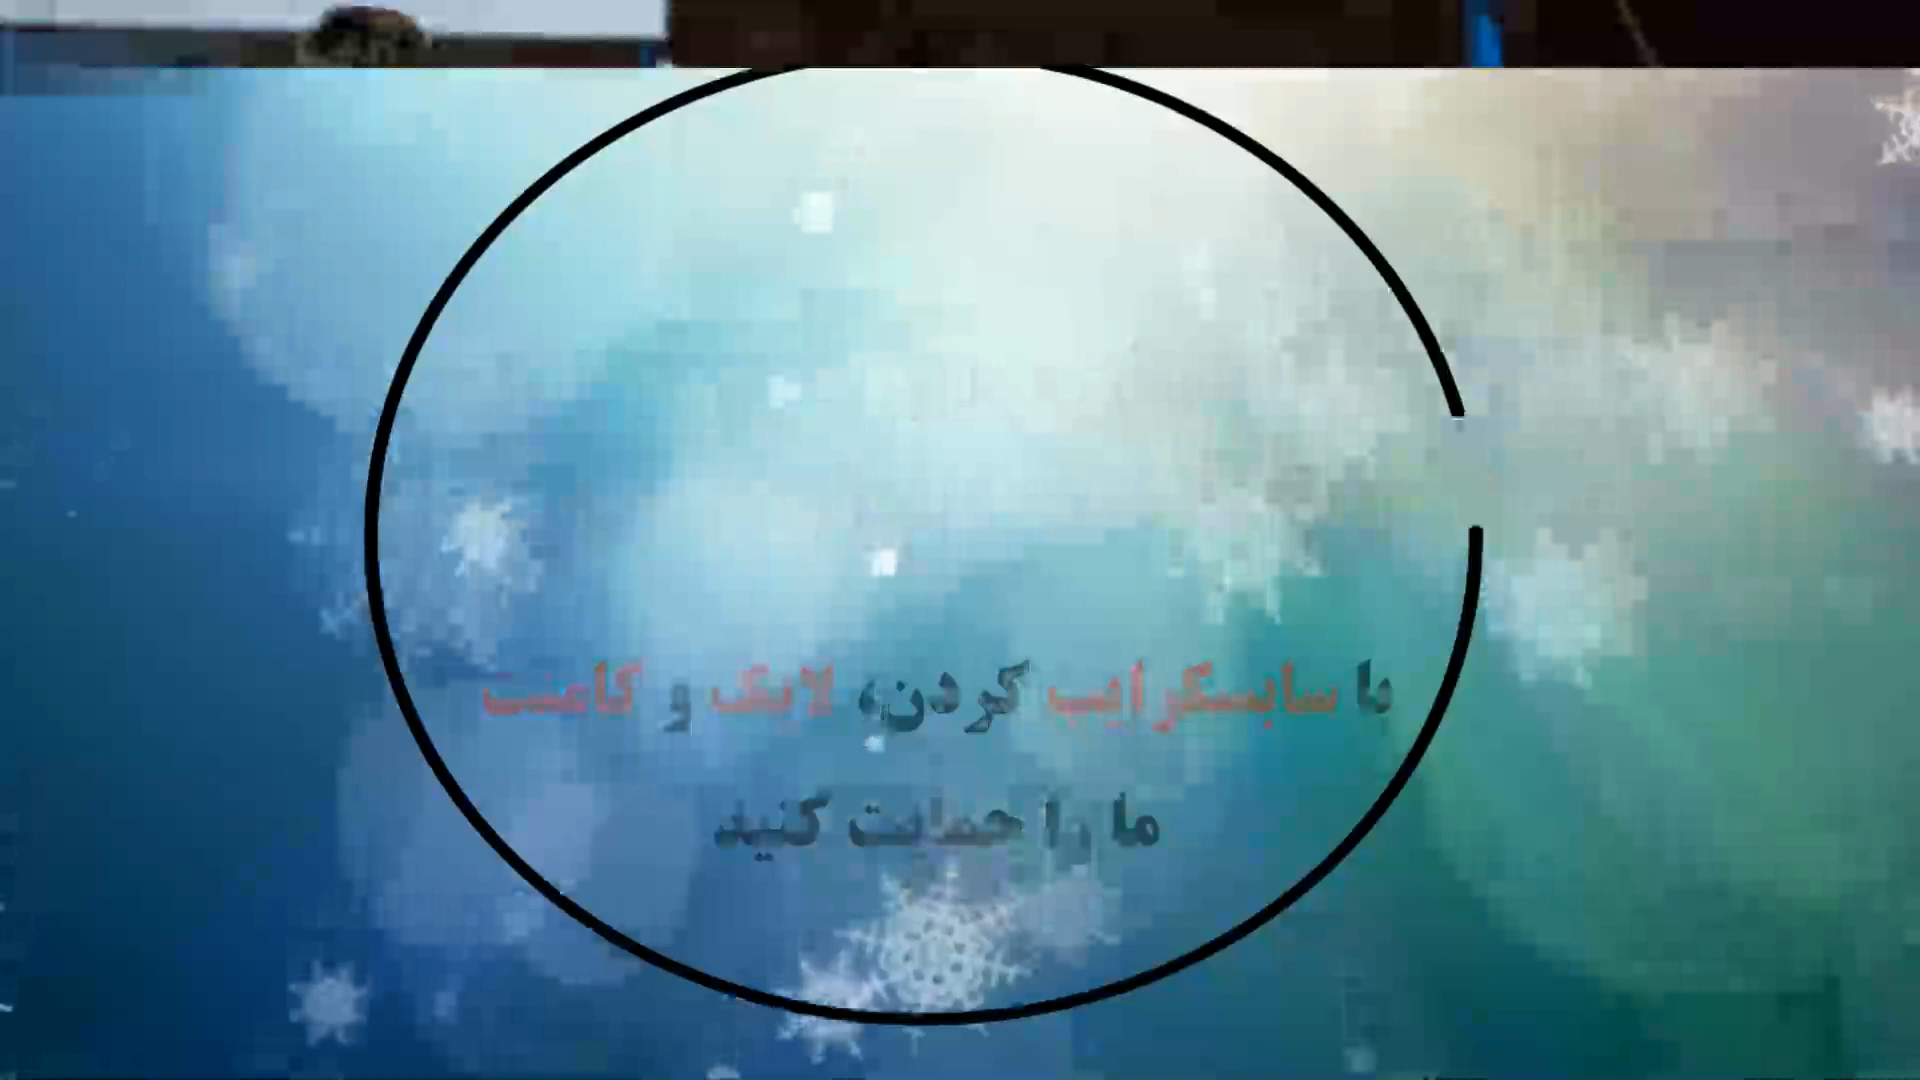 با سابسکرایب کردن، لایک و کامنت
ما را حمایت کنید